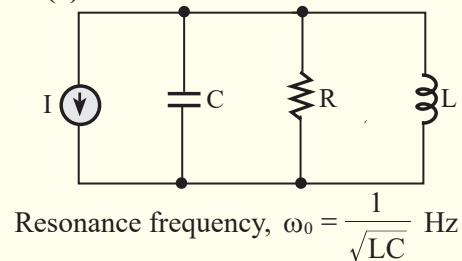 I
C
R
L
Resonance frequency, ω₀ = 1/√LC Hz